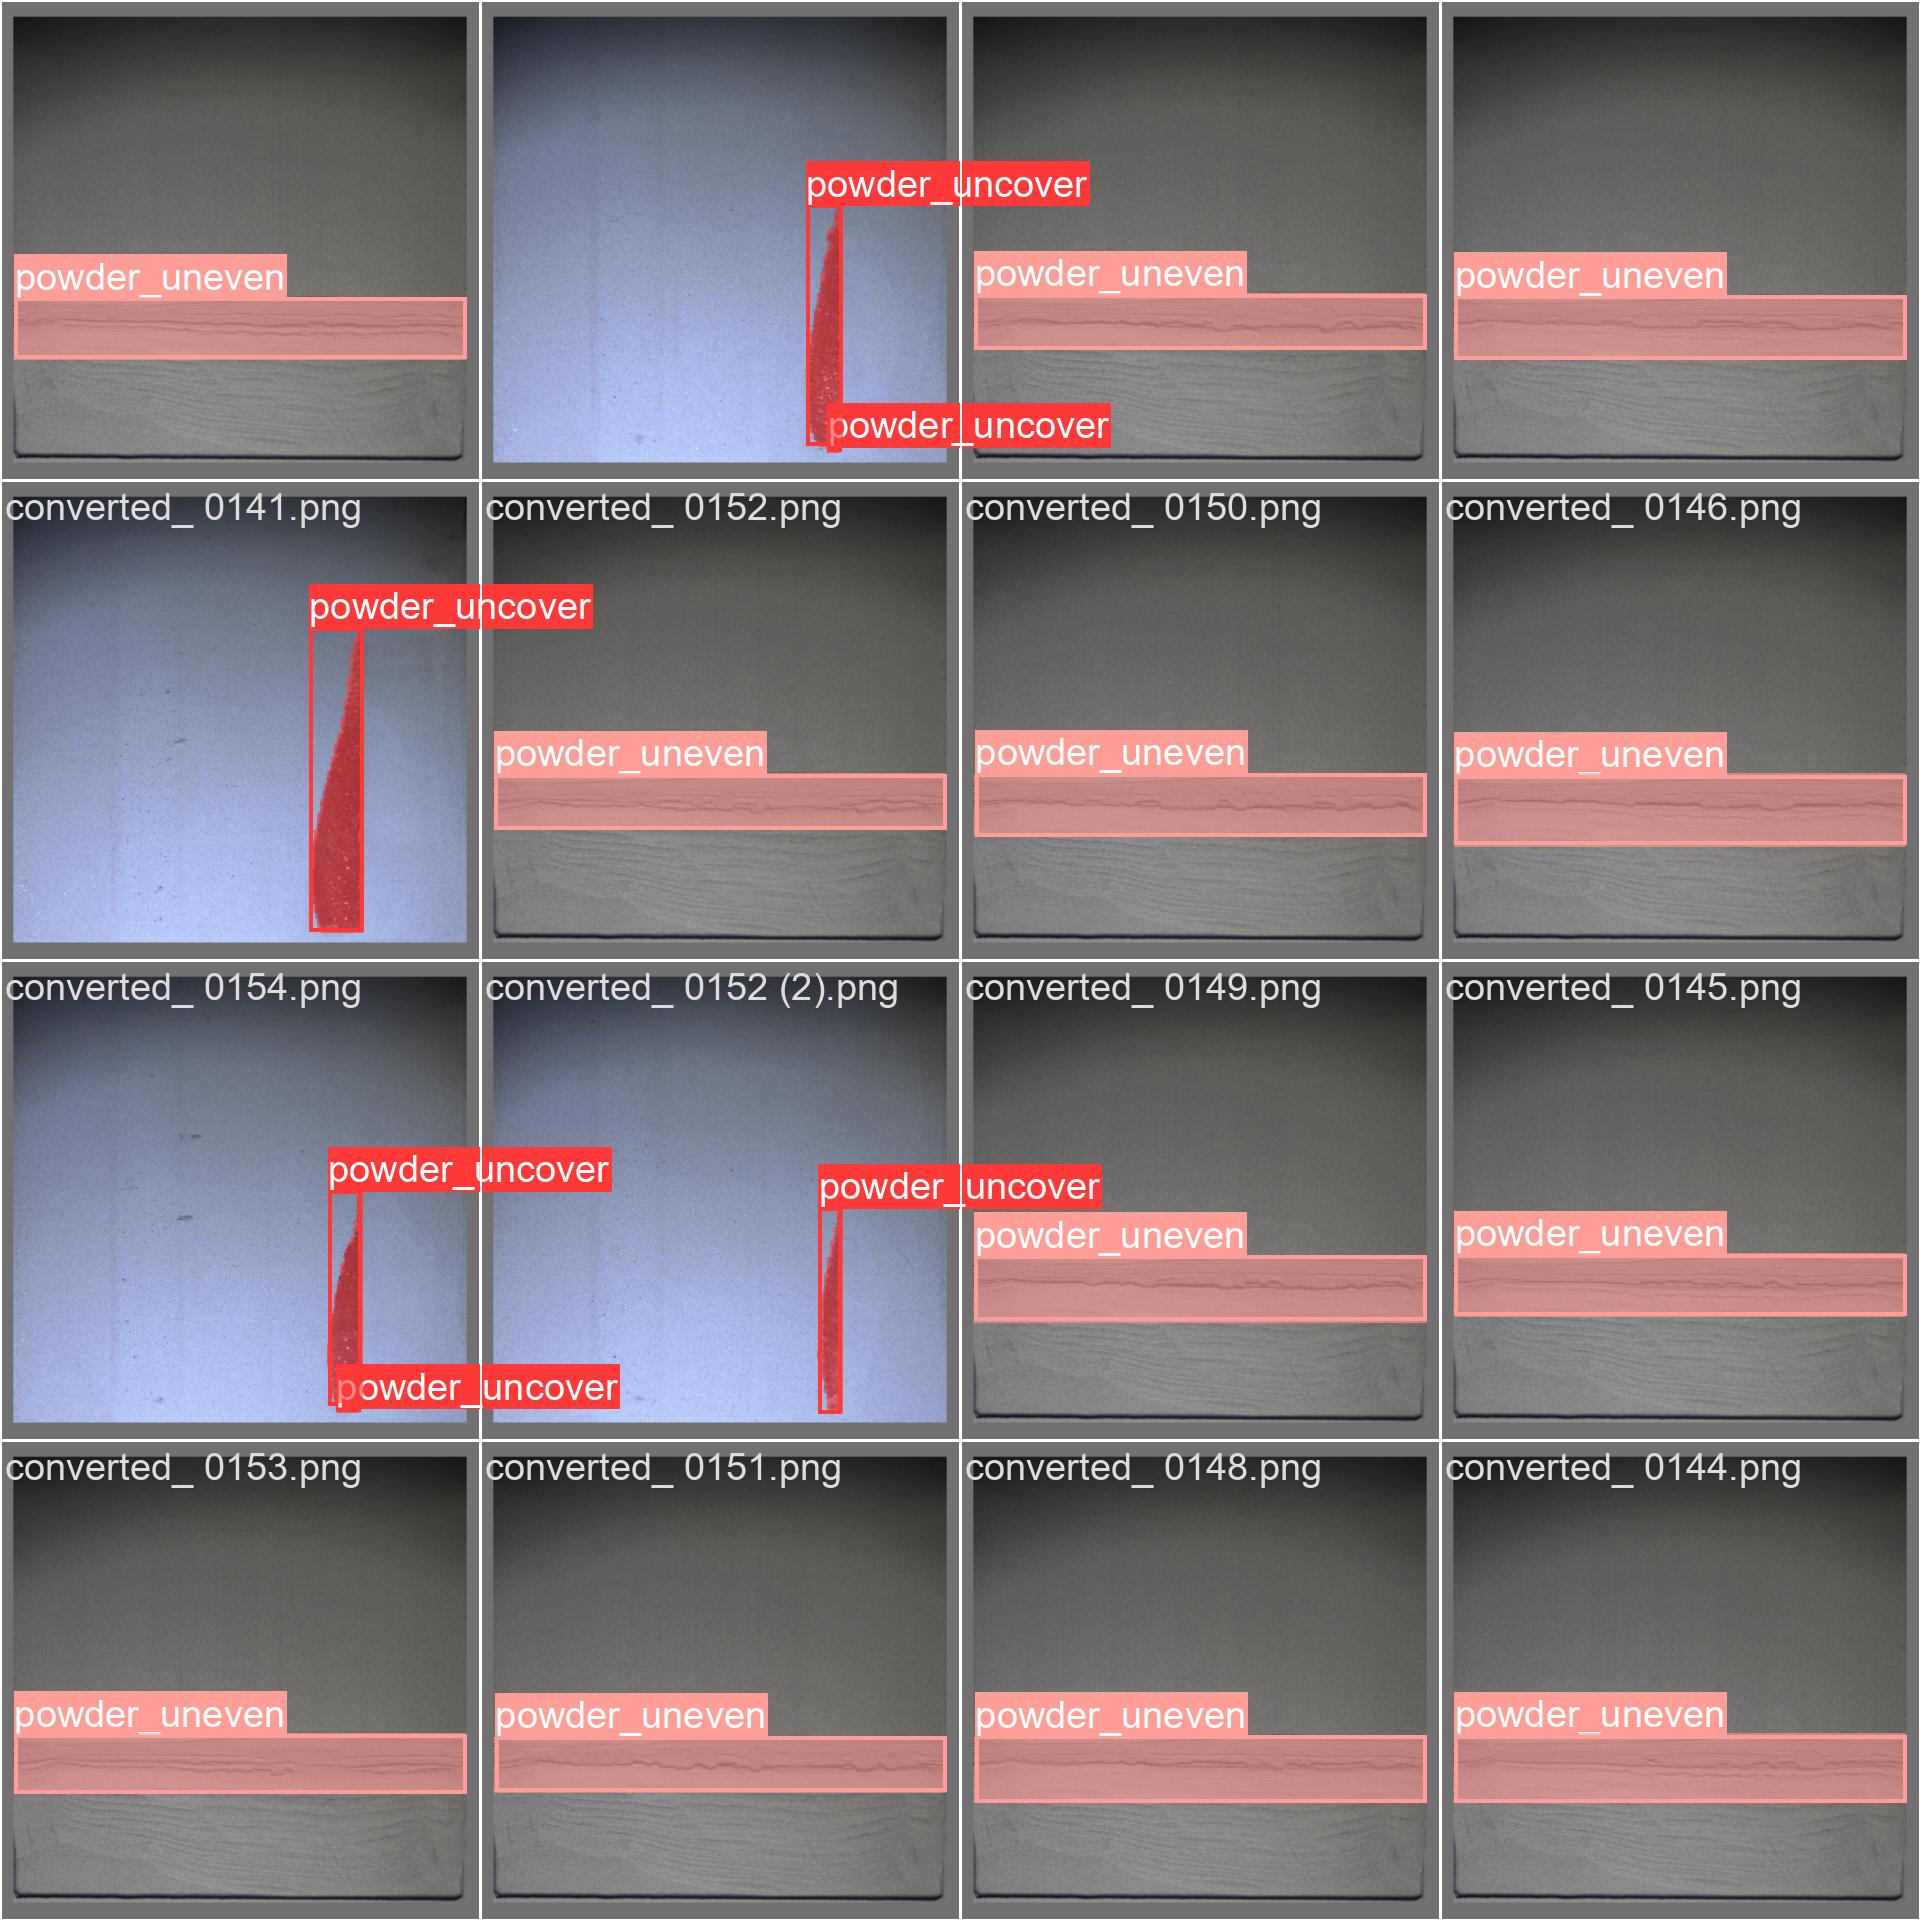 powder_uncover
powder_uneven
powder_uneven
powder_uneven
powder_uncover
converted_ 0141.png
converted_ 0152.png
converted_ 0150.png
converted_ 0146.png
powder_uncover
powder_uneven
powder_uneven
powder_uneven
converted_ 0154.png
converted_ 0152 (2).png
converted_ 0149.png
converted_ 0145.png
powder_uncover
powder_uncover
powder_uneven
powder_uneven
powder_uncover
converted_ 0153.png
converted_ 0151.png
converted_ 0148.png
converted_ 0144.png
powder_uneven
powder_uneven
powder_uneven
powder_uneven